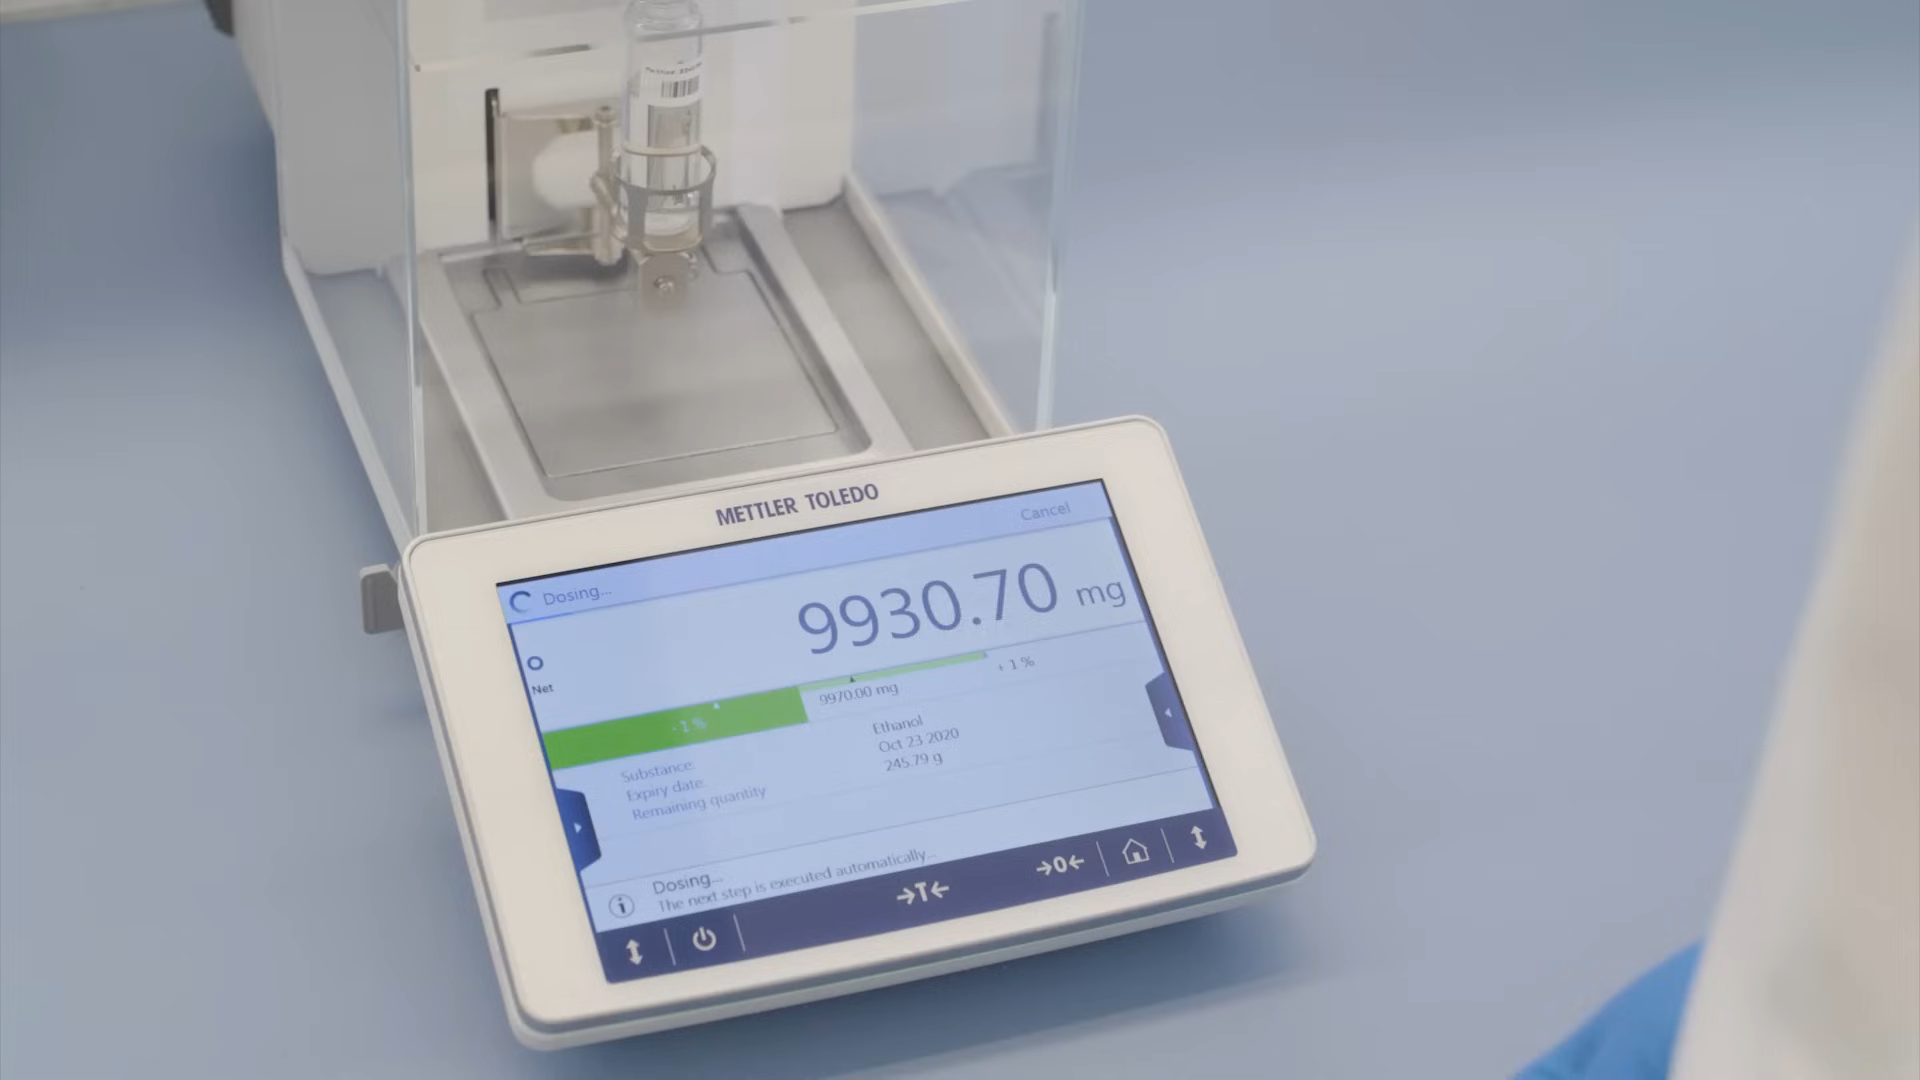 METTLER TOLEDO
Dosing...
Cancel
9930.70 mg
Net
- 1 %
9970.00 mg
+ 1 %
Substance: Ethanol
Expiry date: Oct 23 2020
Remaining quantity 245.79 g
Dosing...
The next step is executed automatically...
→T←
→0←